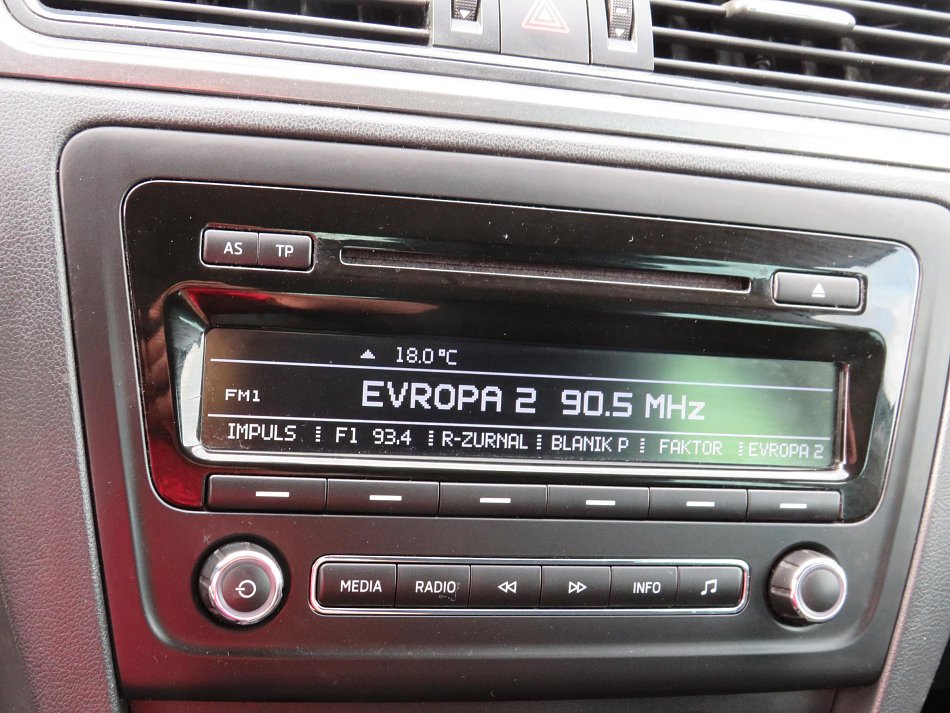 AS TP
18.0 °C
FM1 EVROPA 2 90.5 MHz
IMPULS F1 93.4 R-ZURNAL BLANIK P FAKTOR EVROPA 2
MEDIA RADIO INFO